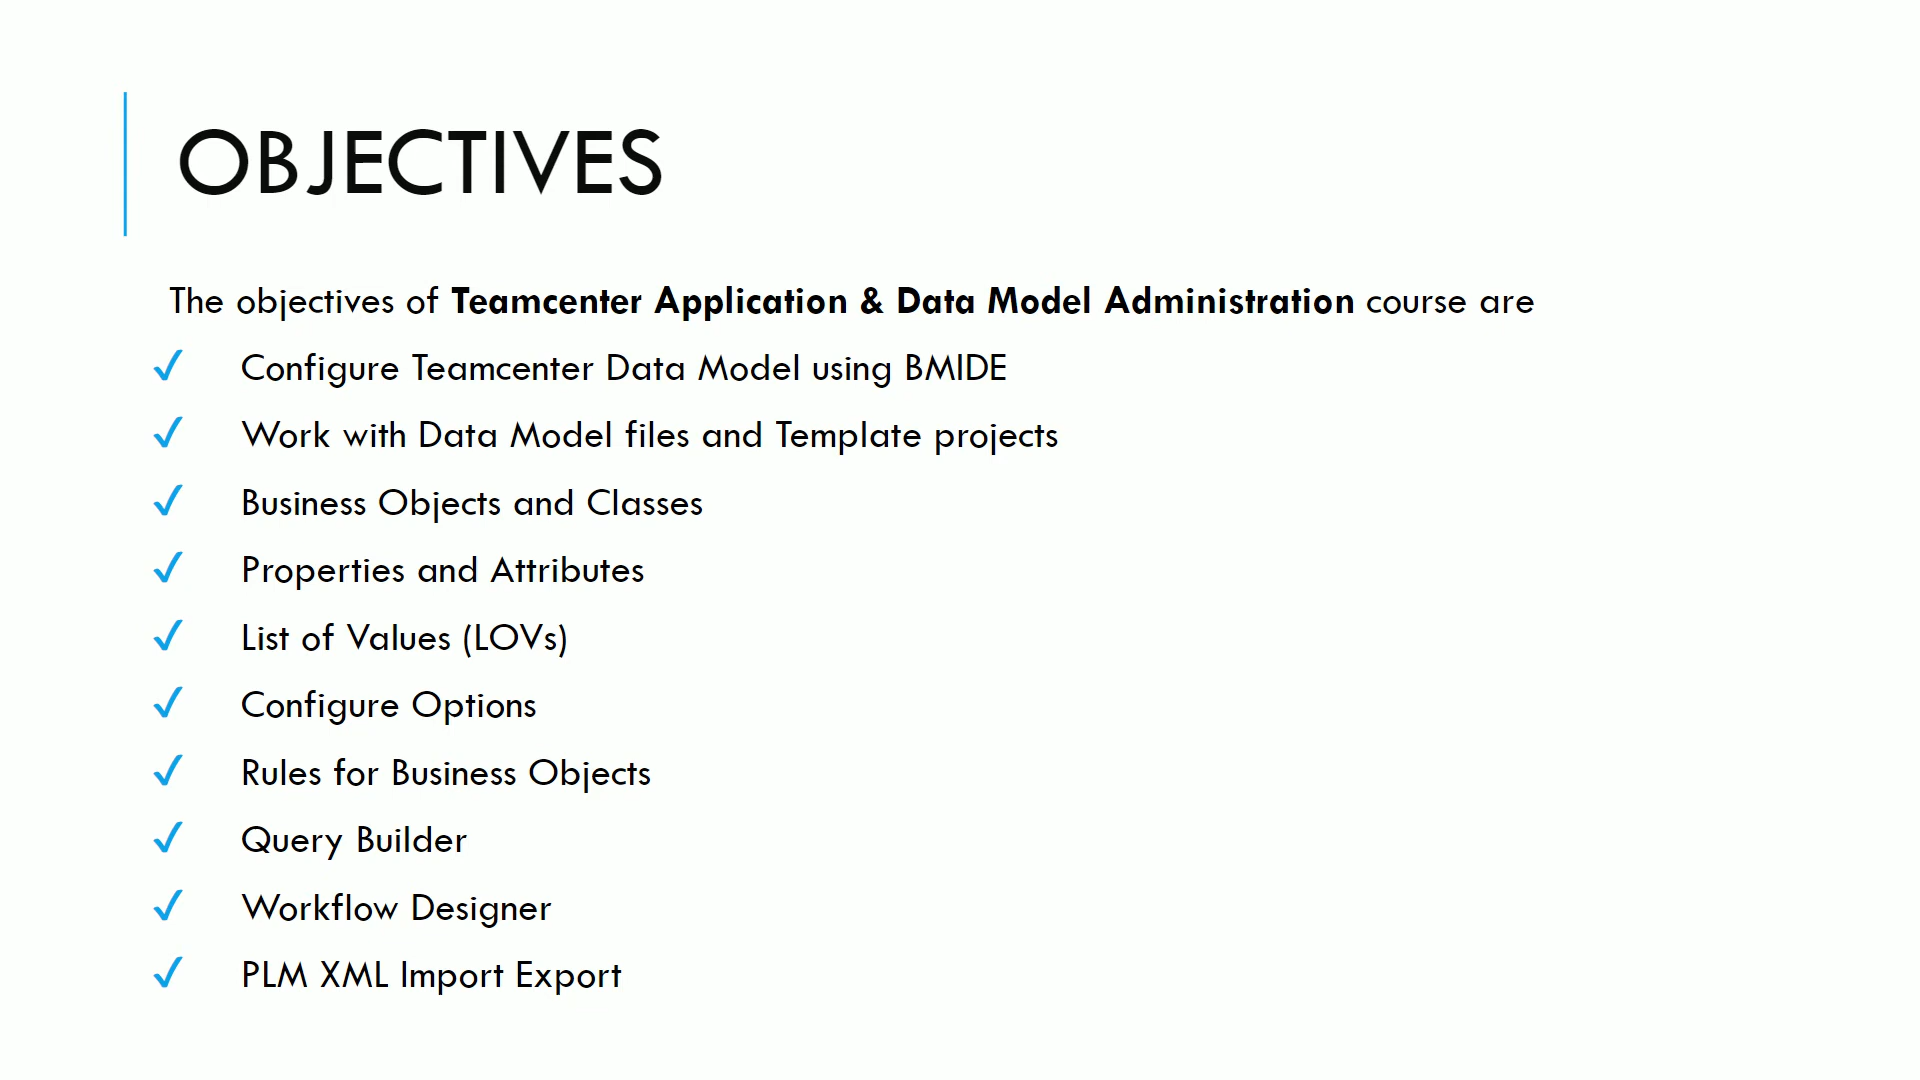 OBJECTIVES
The objectives of Teamcenter Application & Data Model Administration course are
✓ Configure Teamcenter Data Model using BMIDE
✓ Work with Data Model files and Template projects
✓ Business Objects and Classes
✓ Properties and Attributes
✓ List of Values (LOVs)
✓ Configure Options
✓ Rules for Business Objects
✓ Query Builder
✓ Workflow Designer
✓ PLM XML Import Export